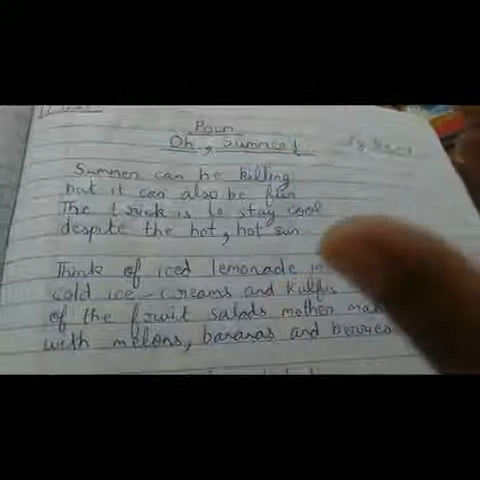 Poem
Oh, Summer!
Summer can be killing
but it can also be fun
The trick is to stay cool
despite the hot, hot sun
Think of iced lemonade
cold ice-creams and kulfis
of the fruit salads mother
with melons, bananas and berries